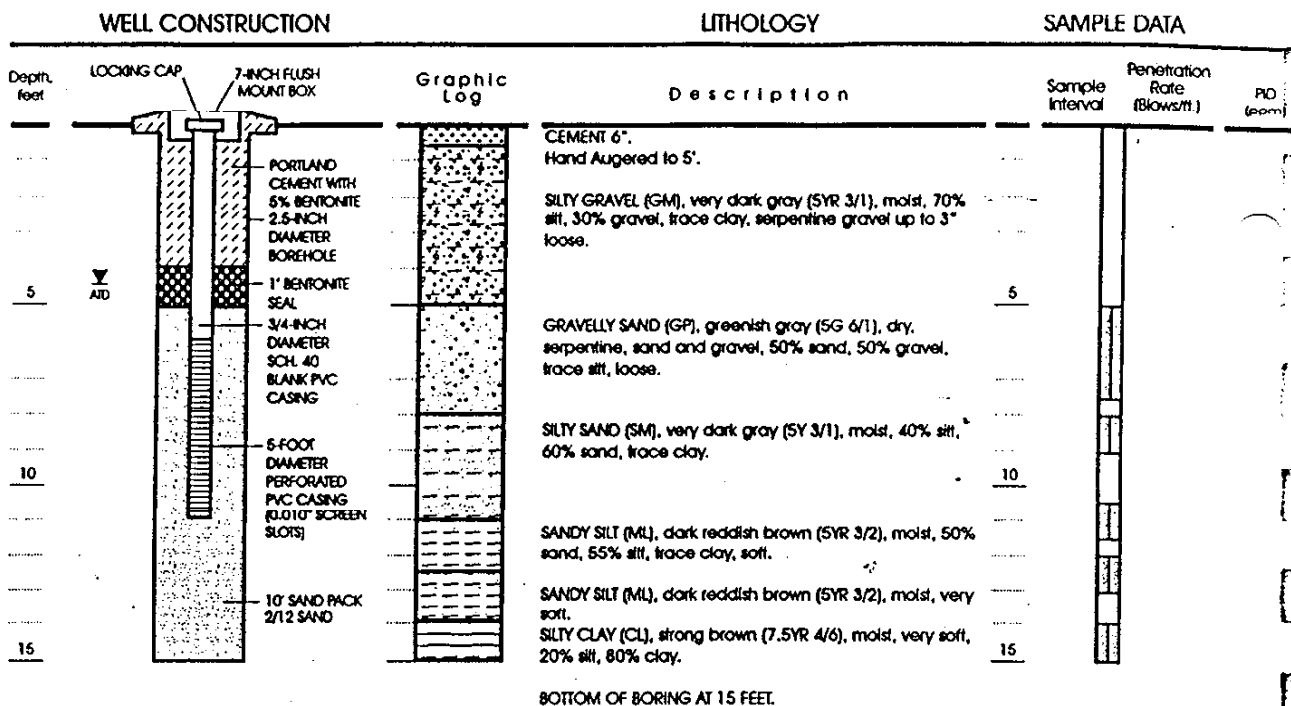 WELL CONSTRUCTION
LITHOLOGY
SAMPLE DATA
Depth, feet
LOCKING CAP
7-INCH FLUSH
MOUNT BOX
Graphic
Log
Description
Sample
Interval
Penetration
Rate
(Blows/ft.)
PID
(ppm)
PORTLAND
CEMENT WITH
5% BENTONITE
2.5-INCH
DIAMETER
BOREHOLE
1' BENTONITE
SEAL
3/4-INCH
DIAMETER
SCH. 40
BLANK PVC
CASING
5-FOOT
DIAMETER
PERFORATED
PVC CASING
(0.010" SCREEN
SLOTS)
10' SAND PACK
2/12 SAND
ATD
5
10
15
CEMENT 6".
Hand Augered to 5'.
SILTY GRAVEL (GM), very dark gray (5YR 3/1), moist, 70%
silt, 30% gravel, trace clay, serpentine gravel up to 3"
loose.
GRAVELLY SAND (GP), greenish gray (5G 6/1), dry,
serpentine, sand and gravel, 50% sand, 50% gravel,
trace silt, loose.
SILTY SAND (SM), very dark gray (5Y 3/1), moist, 40% silt,
60% sand, trace clay.
SANDY SILT (ML), dark reddish brown (5YR 3/2), moist, 50%
sand, 55% silt, trace clay, soft.
SANDY SILT (ML), dark reddish brown (5YR 3/2), moist, very
soft.
SILTY CLAY (CL), strong brown (7.5YR 4/6), moist, very soft,
20% silt, 80% clay.
BOTTOM OF BORING AT 15 FEET.
5
10
15